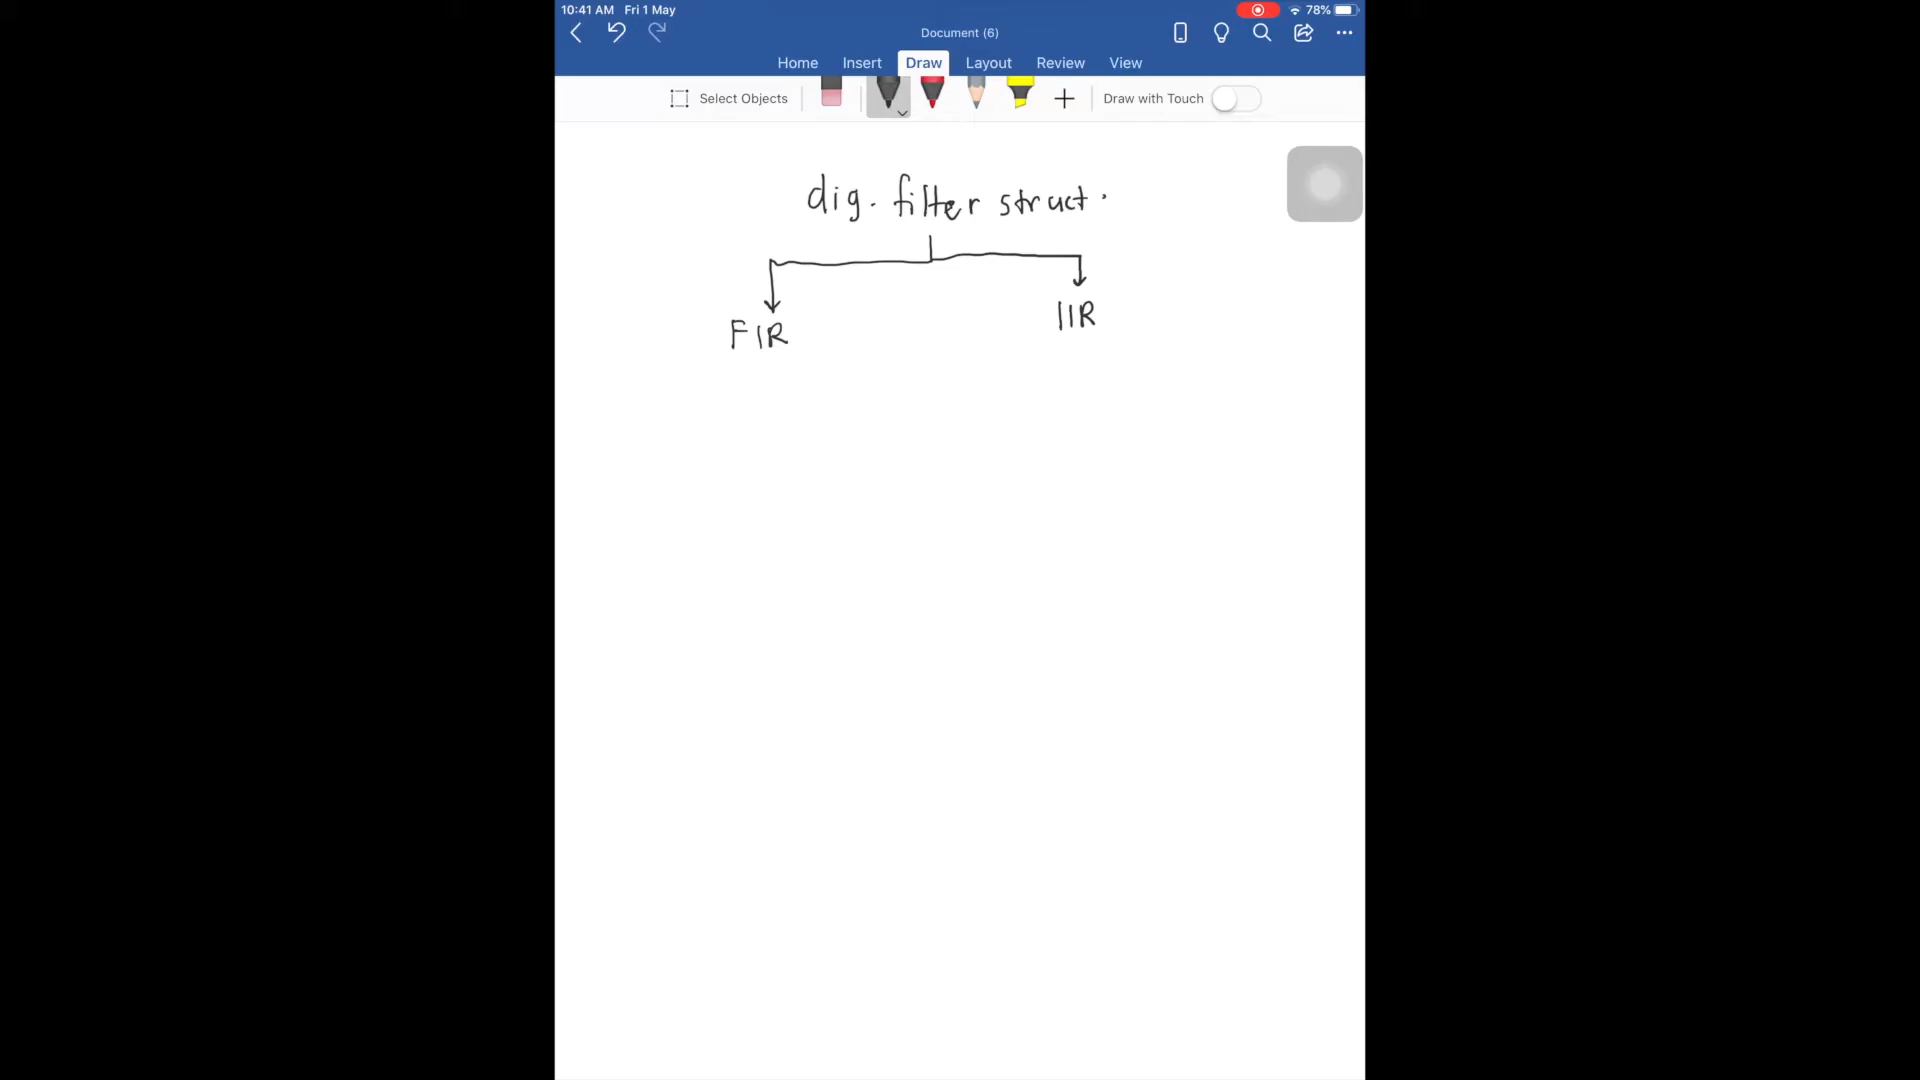 10:41 AM Fri 1 May 78%
Document (6)
Home Insert Draw Layout Review View
Select Objects Draw with Touch
dig. filter struct.
FIR IIR